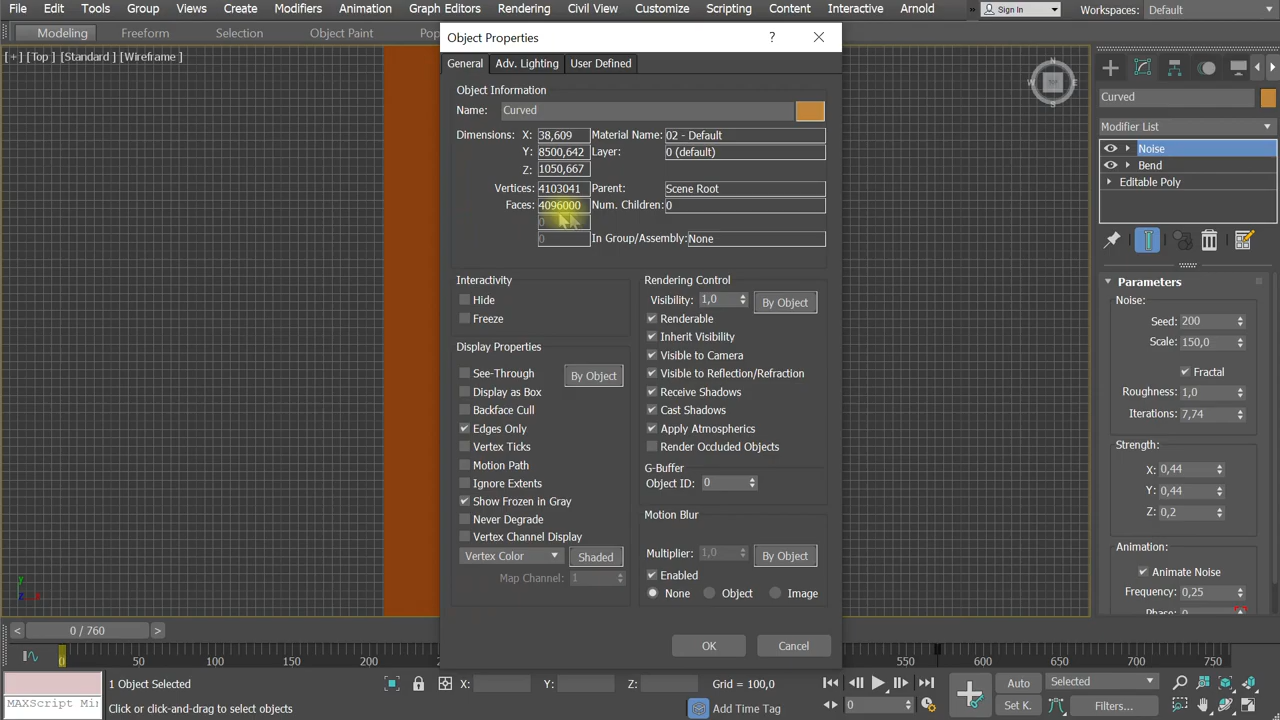 File Edit Tools Group Views Create Modifiers Animation Graph Editors Rendering Civil View Customize Scripting Content Interactive Arnold » Sign In Workspaces: Default
Modeling Freeform Selection Object Paint
[+] [Top] [Standard] [Wireframe]
Object Properties
?
General Adv. Lighting User Defined
Object Information
Name: Curved
Dimensions: X: 38,609 Material Name: 02 - Default
Y: 8500,642 Layer: 0 (default)
Z: 1050,667
Vertices: 4103041 Parent: Scene Root
Faces: 4096000 Num. Children: 0
0
0 In Group/Assembly: None
Interactivity
Hide
Freeze
Display Properties
See-Through By Object
Display as Box
Backface Cull
Edges Only
Vertex Ticks
Motion Path
Ignore Extents
Show Frozen in Gray
Never Degrade
Vertex Channel Display
Vertex Color Shaded
Map Channel: 1
Rendering Control
Visibility: 1,0 By Object
Renderable
Inherit Visibility
Visible to Camera
Visible to Reflection/Refraction
Receive Shadows
Cast Shadows
Apply Atmospherics
Render Occluded Objects
G-Buffer
Object ID: 0
Motion Blur
Multiplier: 1,0 By Object
Enabled
None Object Image
OK Cancel
Curved
Modifier List
Noise
Bend
Editable Poly
Parameters
Noise:
Seed: 200
Scale: 150,0
Fractal
Roughness: 1,0
Iterations: 7,74
Strength:
X: 0,44
Y: 0,44
Z: 0,2
Animation:
Animate Noise
Frequency: 0,25
< 0 / 760 >
0 50 100 150 200 550 600 650 700 750
MAXScript Mi
1 Object Selected
Click or click-and-drag to select objects
X: Y: Z: Grid = 100,0
Add Time Tag
0
Auto Selected
Set K. Filters...